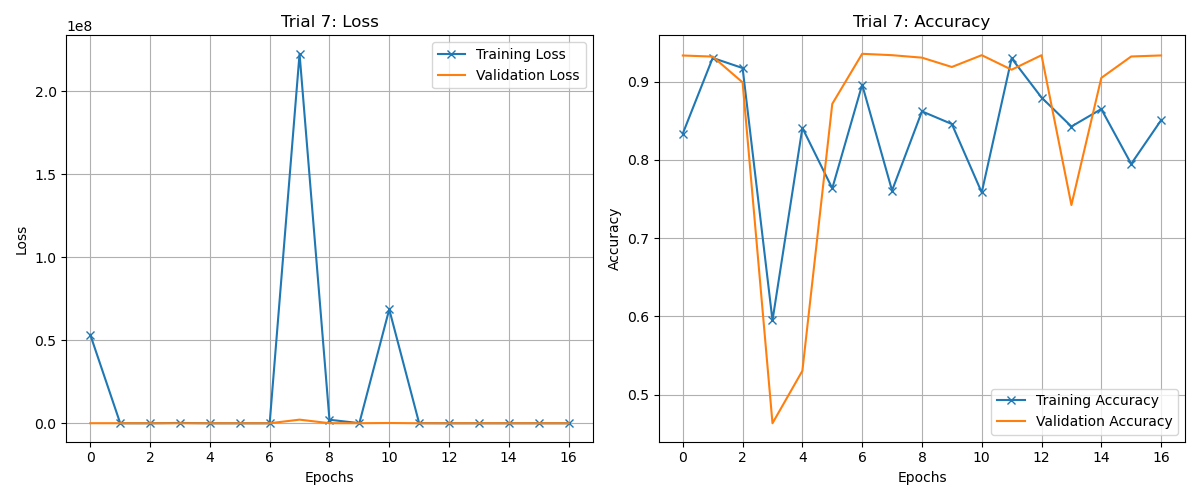 Trial 7: Loss
1e8
2.0
1.5
1.0
0.5
0.0
Loss
0 2 4 6 8 10 12 14 16
Epochs
Training Loss
Validation Loss
Trial 7: Accuracy
0.9
0.8
0.7
0.6
0.5
Accuracy
0 2 4 6 8 10 12 14 16
Epochs
Training Accuracy
Validation Accuracy